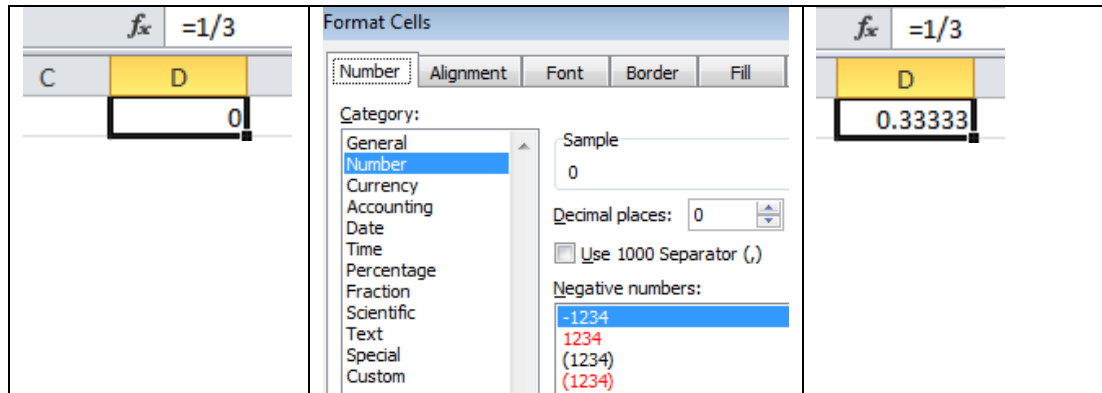 fx =1/3
C D
0
Format Cells
Number Alignment Font Border Fill
Category:
General
Number
Currency
Accounting
Date
Time
Percentage
Fraction
Scientific
Text
Special
Custom
Sample
0
Decimal places: 0
Use 1000 Separator (,)
Negative numbers:
-1234
1234
(1234)
(1234)
fx =1/3
D
0.33333